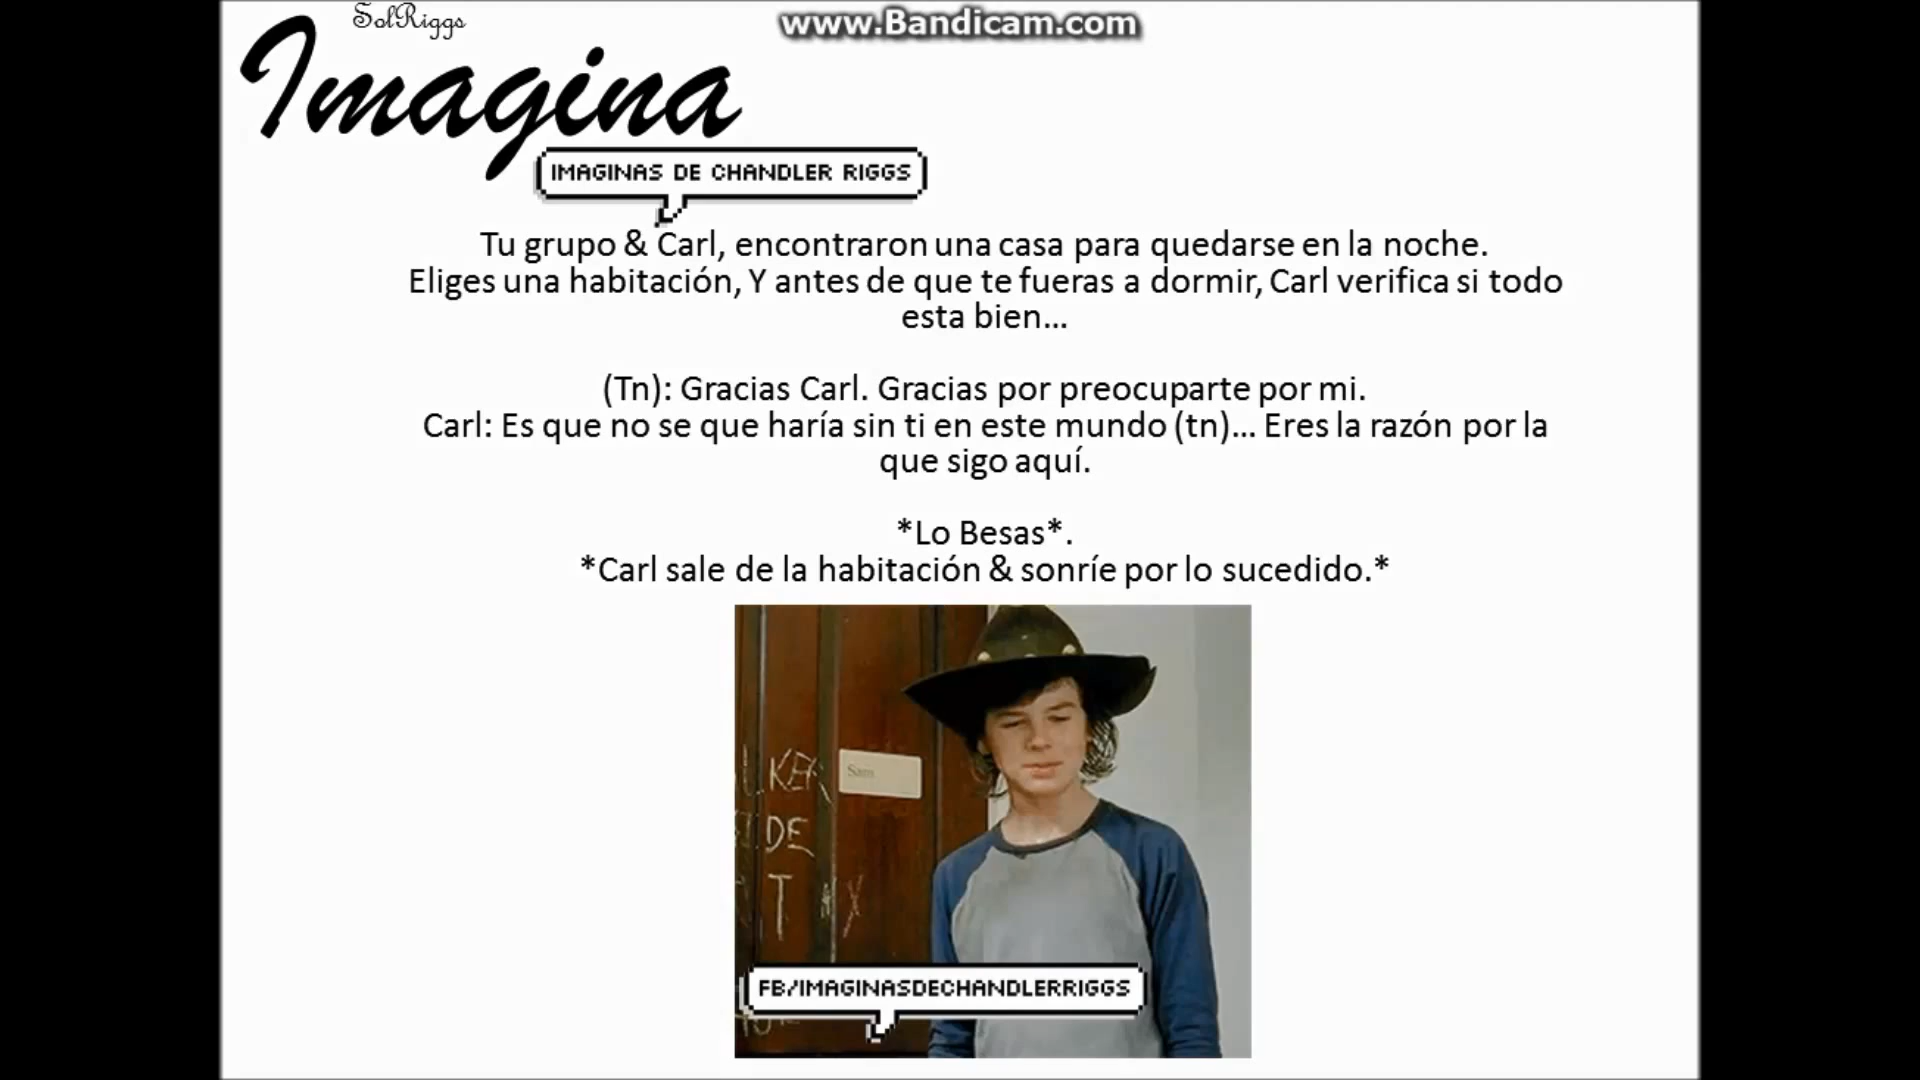 SolRiggs
www.Bandicam.com
Imagina
IMAGINAS DE CHANDLER RIGGS
Tu grupo & Carl, encontraron una casa para quedarse en la noche.
Eliges una habitación, Y antes de que te fueras a dormir, Carl verifica si todo
esta bien...
(Tn): Gracias Carl. Gracias por preocuparte por mi.
Carl: Es que no se que haría sin ti en este mundo (tn)... Eres la razón por la
que sigo aquí.
*Lo Besas*.
*Carl sale de la habitación & sonríe por lo sucedido.*
Sam
KER
DE
T
FB/IMAGINASDECHANDLERRIGGS